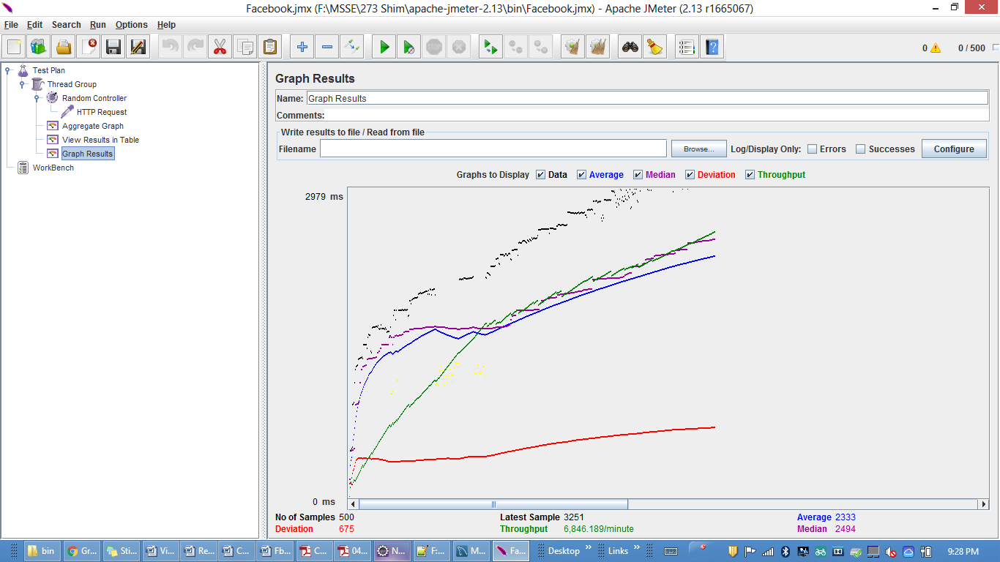 Facebook.jmx (F:\MSSE\273 Shim\apache-jmeter-2.13\bin\Facebook.jmx) - Apache JMeter (2.13 r1665067)
File Edit Search Run Options Help
0 0 / 500
Test Plan
Thread Group
Random Controller
HTTP Request
Aggregate Graph
View Results in Table
Graph Results
WorkBench
Graph Results
Name: Graph Results
Comments:
Write results to file / Read from file
Filename Browse... Log/Display Only: Errors Successes Configure
Graphs to Display Data Average Median Deviation Throughput
2979 ms
0 ms
No of Samples 500 Latest Sample 3251 Average 2333
Deviation 675 Throughput 6,846.189/minute Median 2494
bin Gr... Sti... Vi... Re... C... Fb... C... 04... N... F:... M... Fa... Desktop » Links » 9:28 PM